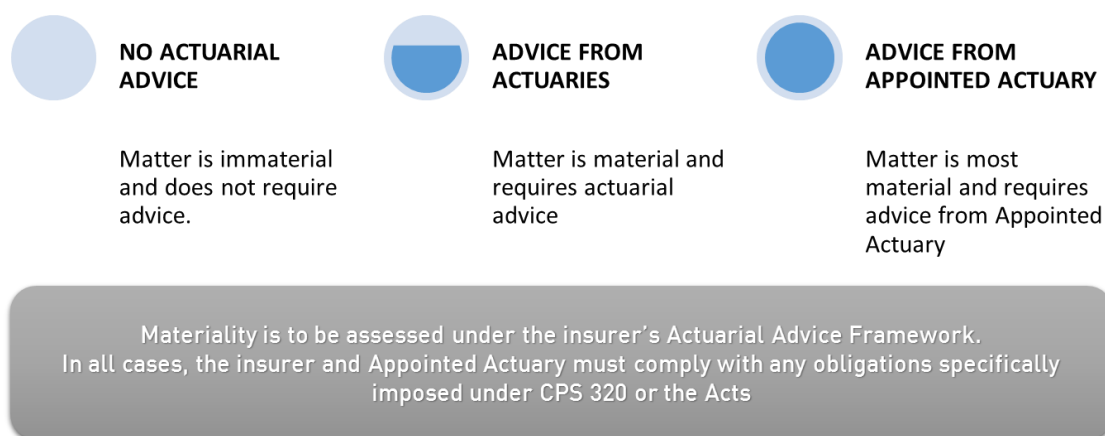 NO ACTUARIAL
ADVICE
Matter is immaterial
and does not require
advice.
ADVICE FROM
ACTUARIES
Matter is material and
requires actuarial
advice
ADVICE FROM
APPOINTED ACTUARY
Matter is most
material and requires
advice from Appointed
Actuary
Materiality is to be assessed under the insurer's Actuarial Advice Framework.
In all cases, the insurer and Appointed Actuary must comply with any obligations specifically
imposed under CPS 320 or the Acts